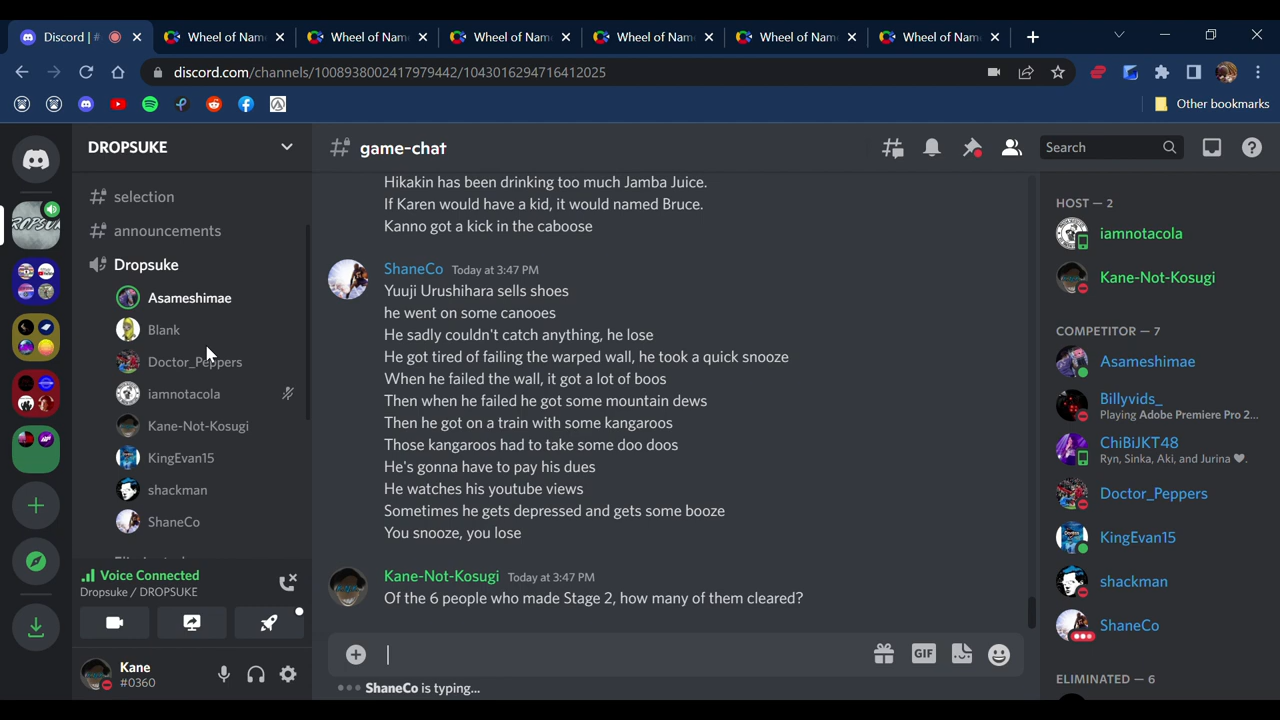 Discord | #
Wheel of Nam
Wheel of Nam
Wheel of Nam
Wheel of Nam
Wheel of Nam
Wheel of Nam
discord.com/channels/1008938002417979442/1043016294716412025
Other bookmarks
DROPSUKE
selection
announcements
Dropsuke
Asameshimae
Blank
Doctor_Peppers
iamnotacola
Kane-Not-Kosugi
KingEvan15
shackman
ShaneCo
Voice Connected
Dropsuke / DROPSUKE
Kane
#0360
game-chat
Search
Hikakin has been drinking too much Jamba Juice.
If Karen would have a kid, it would named Bruce.
Kanno got a kick in the caboose
ShaneCo Today at 3:47 PM
Yuuji Urushihara sells shoes
he went on some canooes
He sadly couldn't catch anything, he lose
He got tired of failing the warped wall, he took a quick snooze
When he failed the wall, it got a lot of boos
Then when he failed he got some mountain dews
Then he got on a train with some kangaroos
Those kangaroos had to take some doo doos
He's gonna have to pay his dues
He watches his youtube views
Sometimes he gets depressed and gets some booze
You snooze, you lose
Kane-Not-Kosugi Today at 3:47 PM
Of the 6 people who made Stage 2, how many of them cleared?
GIF
ShaneCo is typing...
HOST — 2
iamnotacola
Kane-Not-Kosugi
COMPETITOR — 7
Asameshimae
Billyvids_
Playing Adobe Premiere Pro 2...
ChiBiJKT48
Ryn, Sinka, Aki, and Jurina
Doctor_Peppers
KingEvan15
shackman
ShaneCo
ELIMINATED — 6